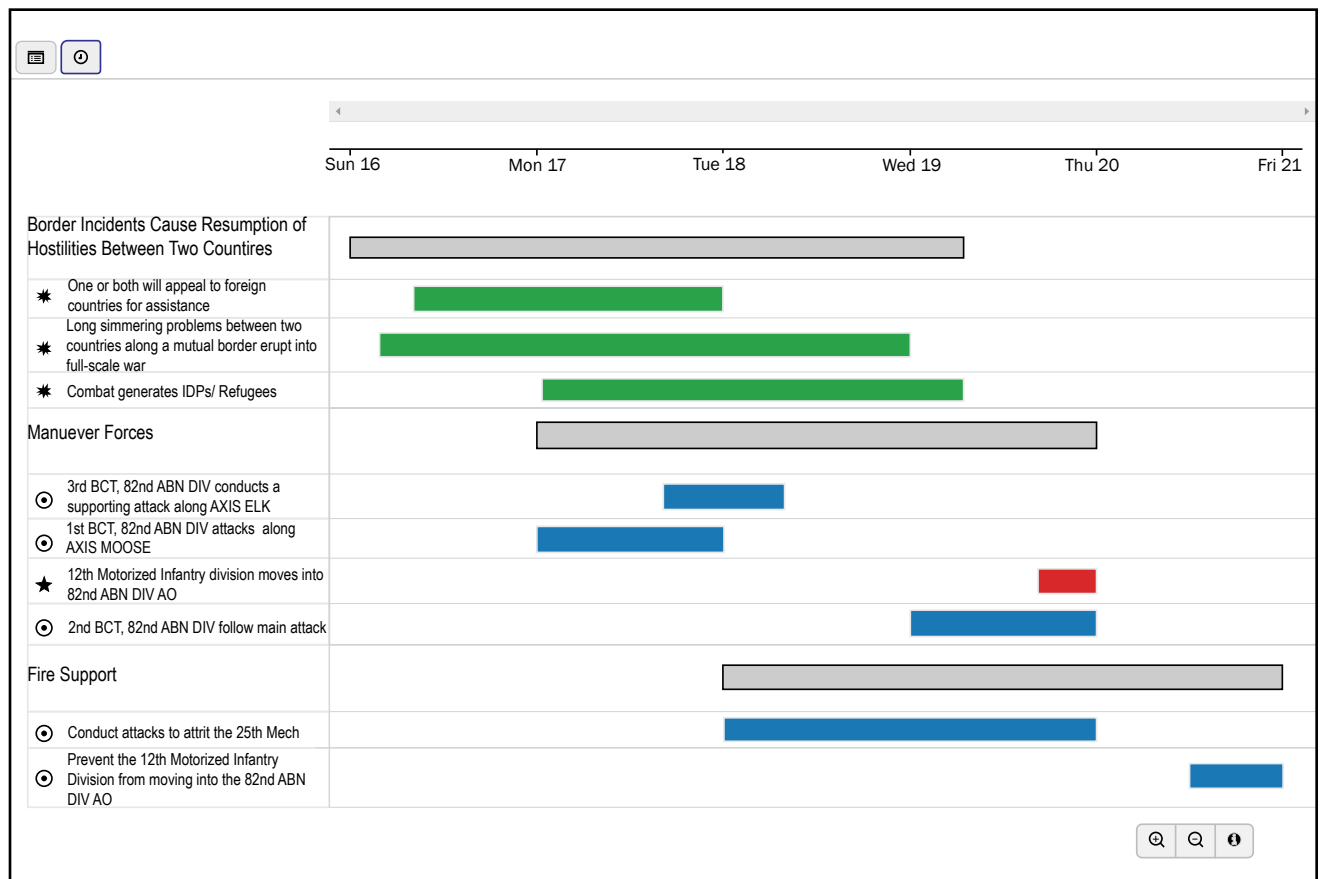 Sun 16 Mon 17 Tue 18 Wed 19 Thu 20 Fri 21
Border Incidents Cause Resumption of
Hostilities Between Two Countires
One or both will appeal to foreign
countries for assistance
Long simmering problems between two
countries along a mutual border erupt into
full-scale war
Combat generates IDPs/ Refugees
Manuever Forces
3rd BCT, 82nd ABN DIV conducts a
supporting attack along AXIS ELK
1st BCT, 82nd ABN DIV attacks along
AXIS MOOSE
12th Motorized Infantry division moves into
82nd ABN DIV AO
2nd BCT, 82nd ABN DIV follow main attack
Fire Support
Conduct attacks to attrit the 25th Mech
Prevent the 12th Motorized Infantry
Division from moving into the 82nd ABN
DIV AO